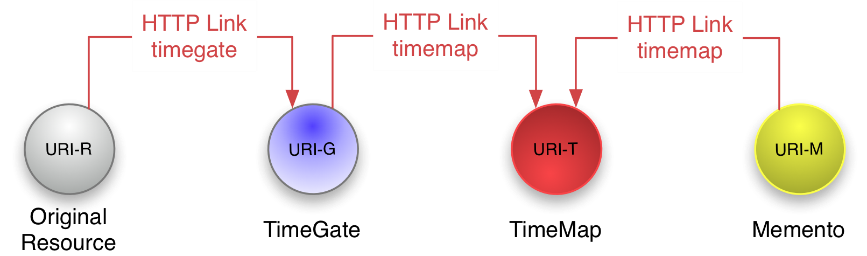 HTTP Link
timegate
HTTP Link
timemap
HTTP Link
timemap
URI-R
URI-G
URI-T
URI-M
Original
Resource
TimeGate
TimeMap
Memento